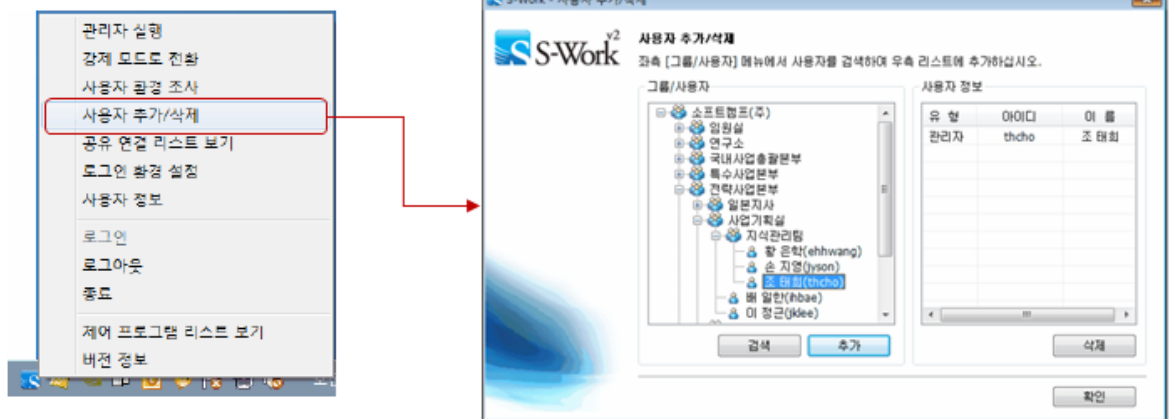 관리자 실행
강제 모드로 전환
사용자 환경 조사
사용자 추가/삭제
공유 연결 리스트 보기
로그인 환경 설정
사용자 정보
로그인
로그아웃
종료
제어 프로그램 리스트 보기
버전 정보
S-Work - 사용자 추가/삭제
S-Work v2
사용자 추가/삭제
좌측 [그룹/사용자] 메뉴에서 사용자를 검색하여 우측 리스트에 추가하십시오.
그룹/사용자
소프트캠프(주)
임원실
연구소
국내사업총괄본부
특수사업본부
전략사업본부
일본지사
사업기획실
지식관리팀
황 은학(ehhwang)
손 지영(jyson)
조 태희(thcho)
배 일한(ihbae)
이 정근(jklee)
검색 추가
사용자 정보
유 형 아이디 이 름
관리자 thcho 조 태희
삭제
확인